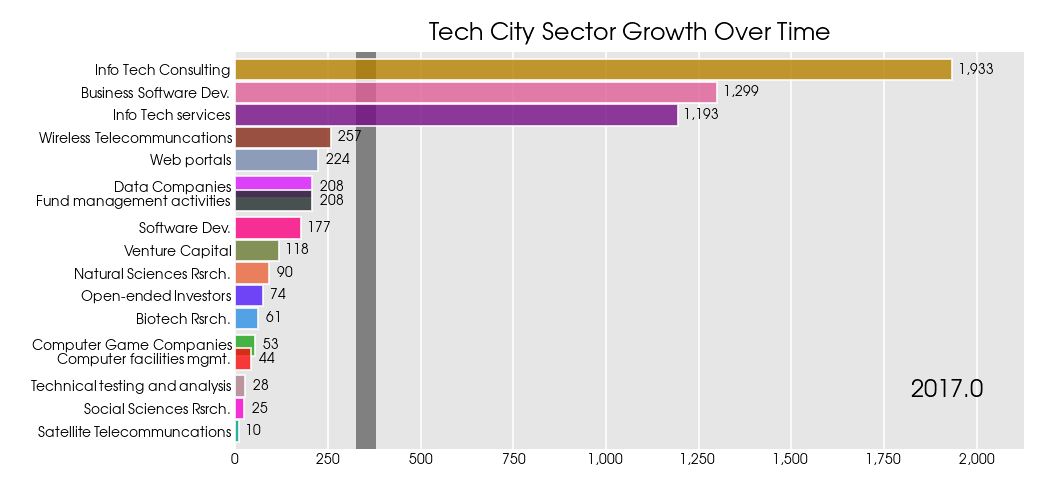 Tech City Sector Growth Over Time
Info Tech Consulting 1,933
Business Software Dev. 1,299
Info Tech services 1,193
Wireless Telecommuncations 257
Web portals 224
Data Companies 208
Fund management activities 208
Software Dev. 177
Venture Capital 118
Natural Sciences Rsrch. 90
Open-ended Investors 74
Biotech Rsrch. 61
Computer Game Companies 53
Computer facilities mgmt. 44
Technical testing and analysis 28
2017.0
Social Sciences Rsrch. 25
Satellite Telecommuncations 10
0 250 500 750 1,000 1,250 1,500 1,750 2,000